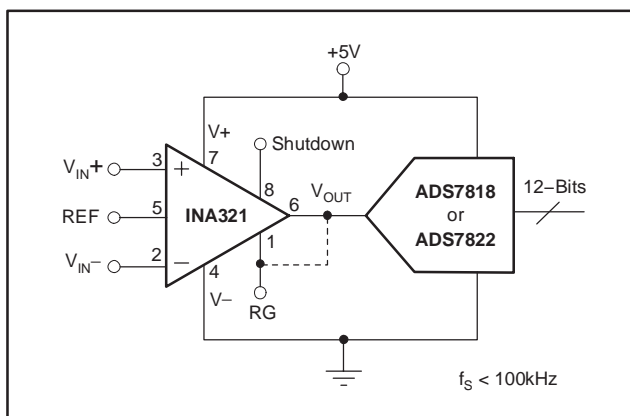 +5V
V+
Shutdown
7
V_IN+
3
+
8
V_OUT
ADS7818
or
ADS7822
12–Bits
REF
5
INA321
6
1
V_IN–
2
–
4
V–
RG
f_S < 100kHz